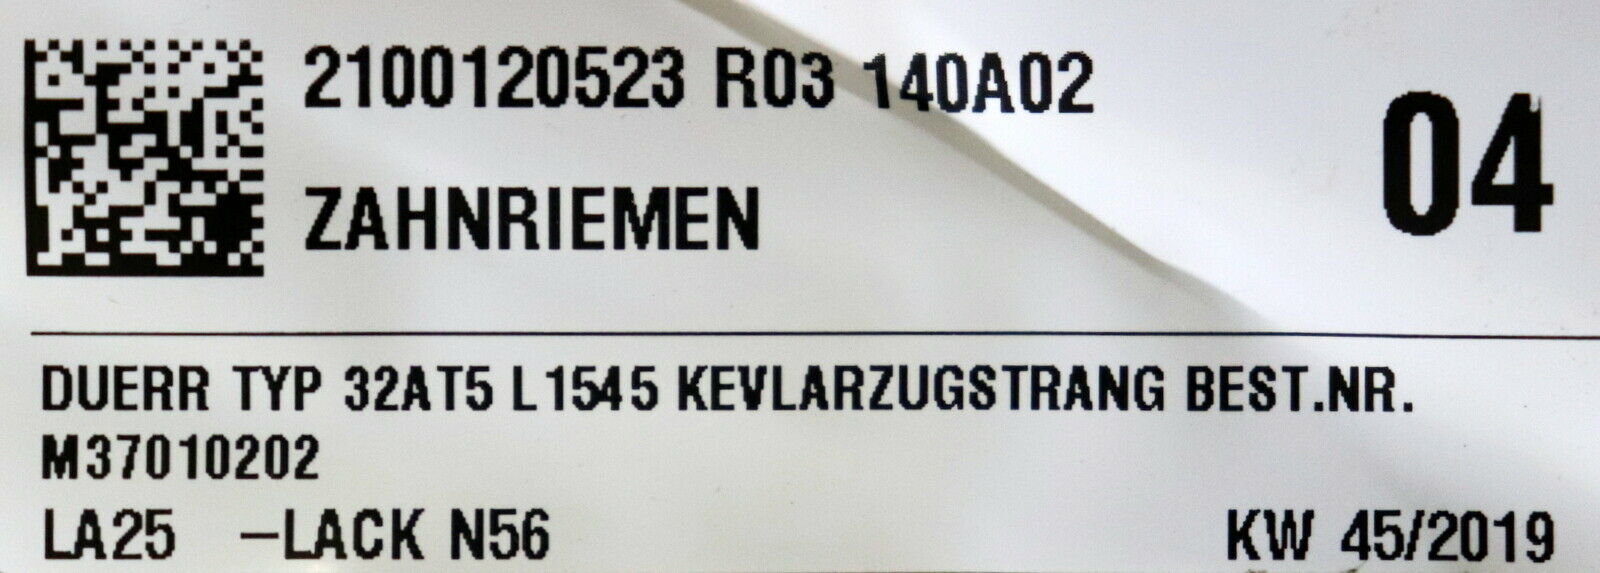 2100120523 R03 140A02
04
ZAHNRIEMEN
DUERR TYP 32AT5 L1545 KEVLARZUGSTRANG BEST.NR.
M37010202
LA25 -LACK N56
KW 45/2019